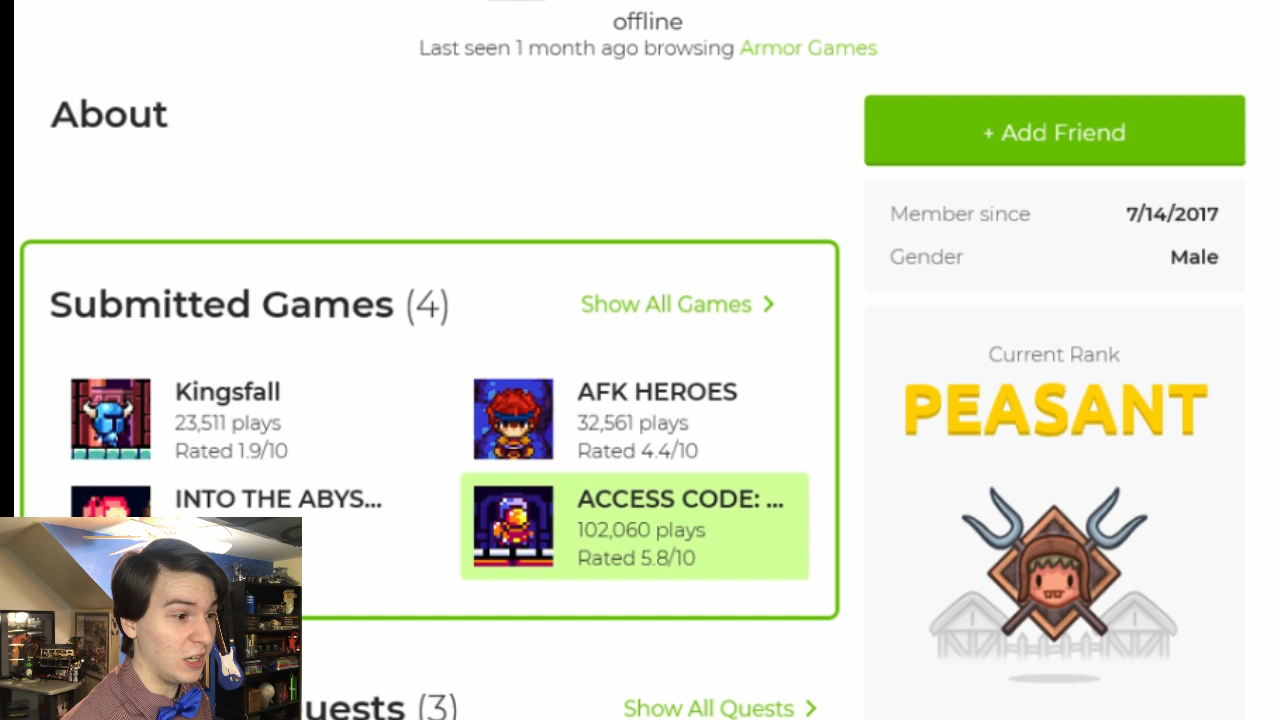 offline
Last seen 1 month ago browsing Armor Games
About
+ Add Friend
Member since 7/14/2017
Gender Male
Submitted Games (4)
Show All Games >
Kingsfall
23,511 plays
Rated 1.9/10
AFK HEROES
32,561 plays
Rated 4.4/10
INTO THE ABYS...
ACCESS CODE: ...
102,060 plays
Rated 5.8/10
Current Rank
PEASANT
uests (3)
Show All Quests >